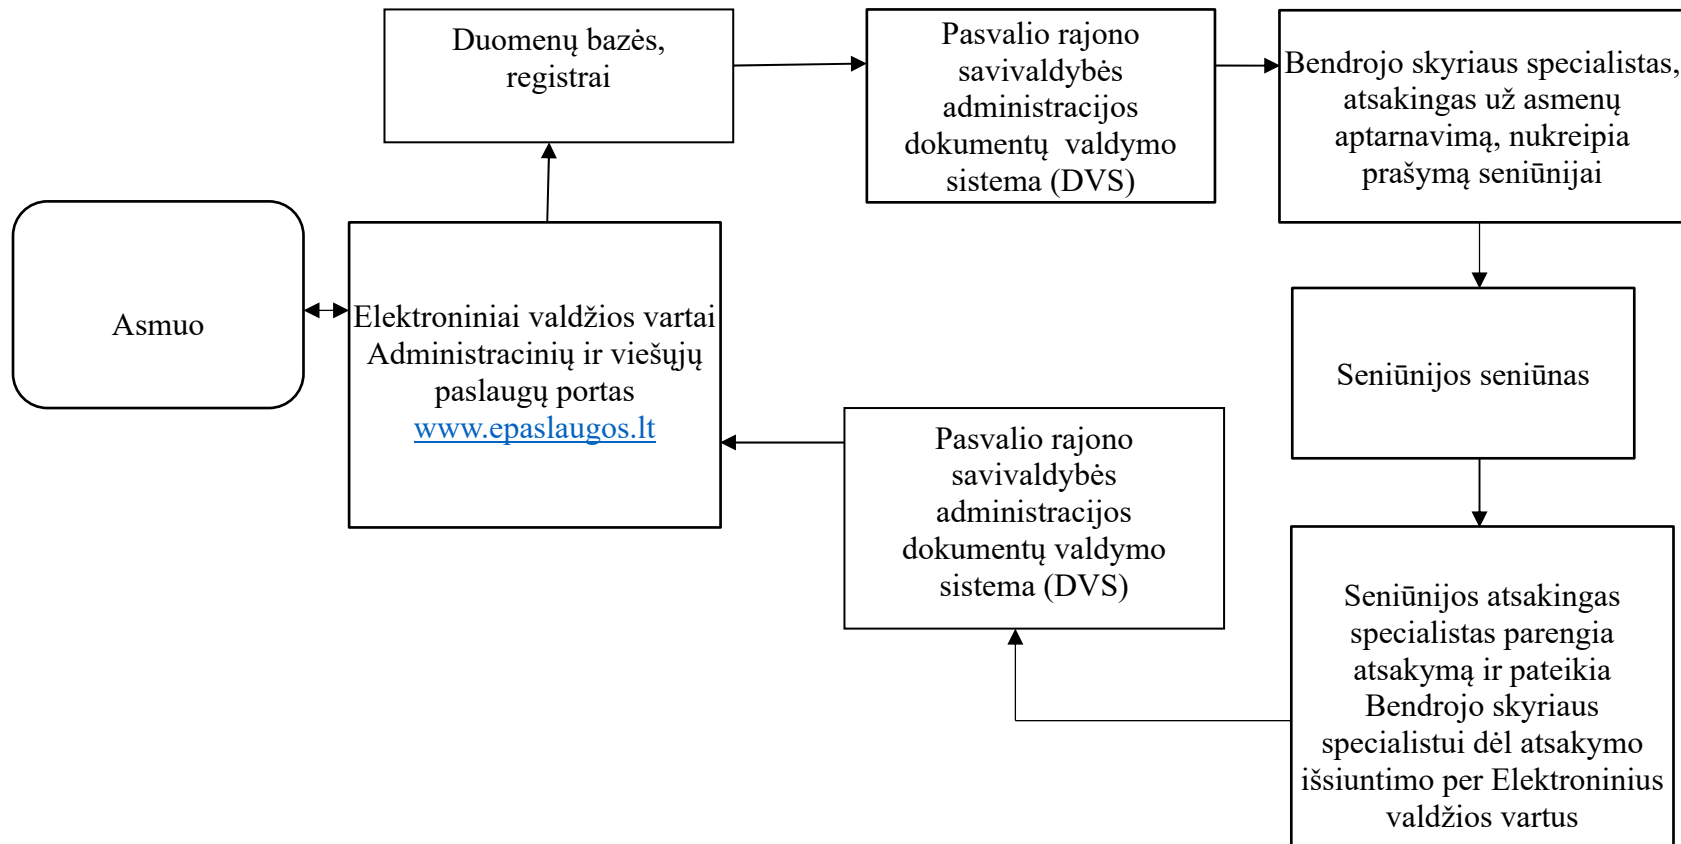 Duomenų bazės,
registrai
Pasvalio rajono
savivaldybės
administracijos
dokumentų valdymo
sistema (DVS)
Bendrojo skyriaus specialistas,
atsakingas už asmenų
aptarnavimą, nukreipia
prašymą seniūnijai
Asmuo
Elektroniniai valdžios vartai
Administracinių ir viešųjų
paslaugų portas
www.epaslaugos.lt
Seniūnijos seniūnas
Pasvalio rajono
savivaldybės
administracijos
dokumentų valdymo
sistema (DVS)
Seniūnijos atsakingas
specialistas parengia
atsakymą ir pateikia
Bendrojo skyriaus
specialistui dėl atsakymo
išsiuntimo per Elektroninius
valdžios vartus